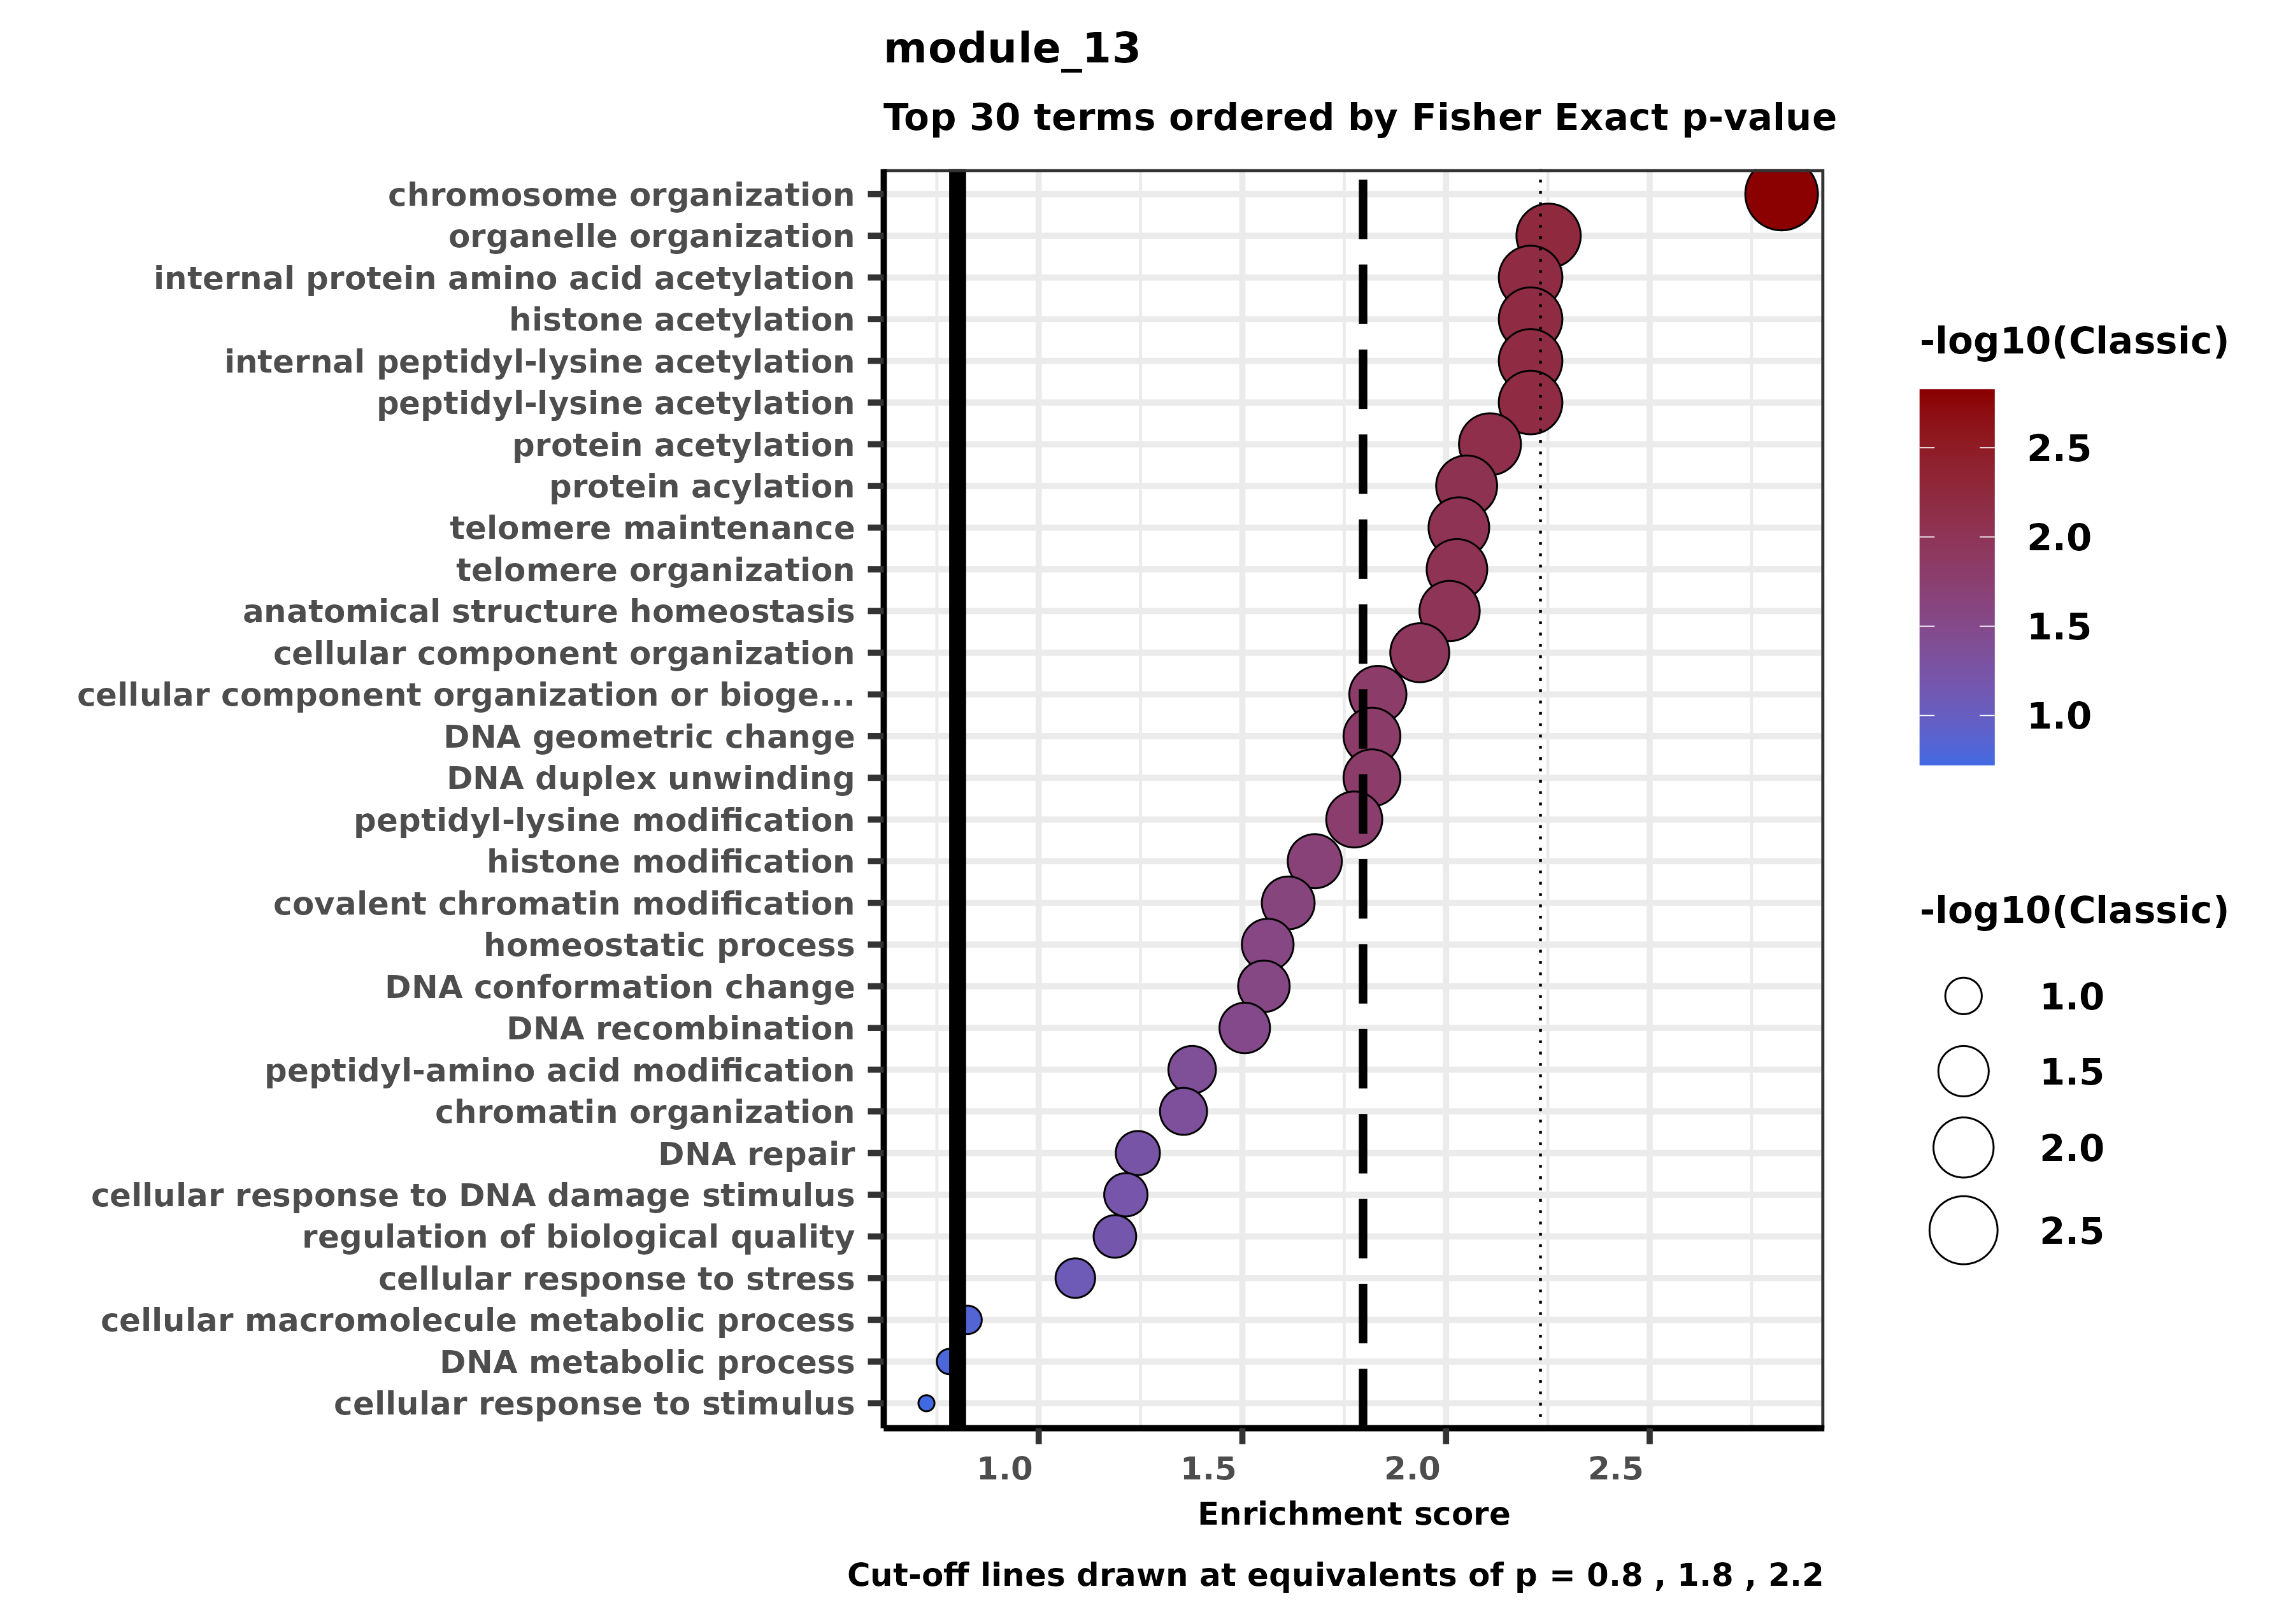 module_13
Top 30 terms ordered by Fisher Exact p-value
chromosome organization
organelle organization
internal protein amino acid acetylation
histone acetylation
internal peptidyl-lysine acetylation
peptidyl-lysine acetylation
protein acetylation
protein acylation
telomere maintenance
telomere organization
anatomical structure homeostasis
cellular component organization
cellular component organization or bioge...
DNA geometric change
DNA duplex unwinding
peptidyl-lysine modification
histone modification
covalent chromatin modification
homeostatic process
DNA conformation change
DNA recombination
peptidyl-amino acid modification
chromatin organization
DNA repair
cellular response to DNA damage stimulus
regulation of biological quality
cellular response to stress
cellular macromolecule metabolic process
DNA metabolic process
cellular response to stimulus
1.0 1.5 2.0 2.5
Enrichment score
Cut-off lines drawn at equivalents of p = 0.8 , 1.8 , 2.2
-log10(Classic)
2.5
2.0
1.5
1.0
-log10(Classic)
1.0
1.5
2.0
2.5